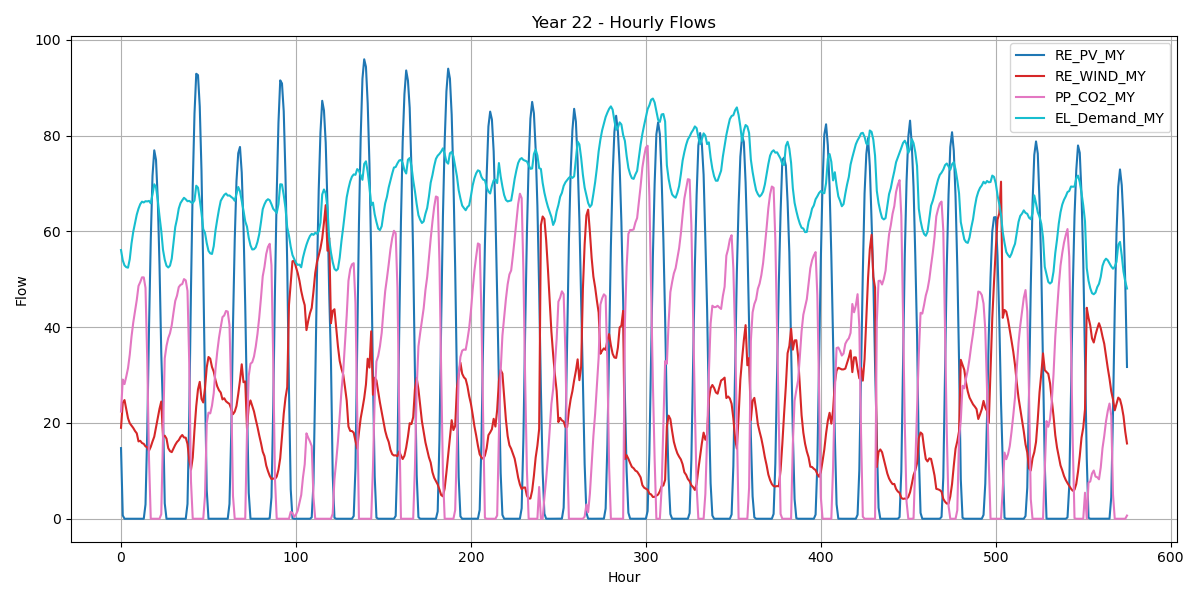 Year 22 - Hourly Flows
100
80
60
40
20
0
Flow
0
100
200
300
400
500
600
Hour
RE_PV_MY
RE_WIND_MY
PP_CO2_MY
EL_Demand_MY